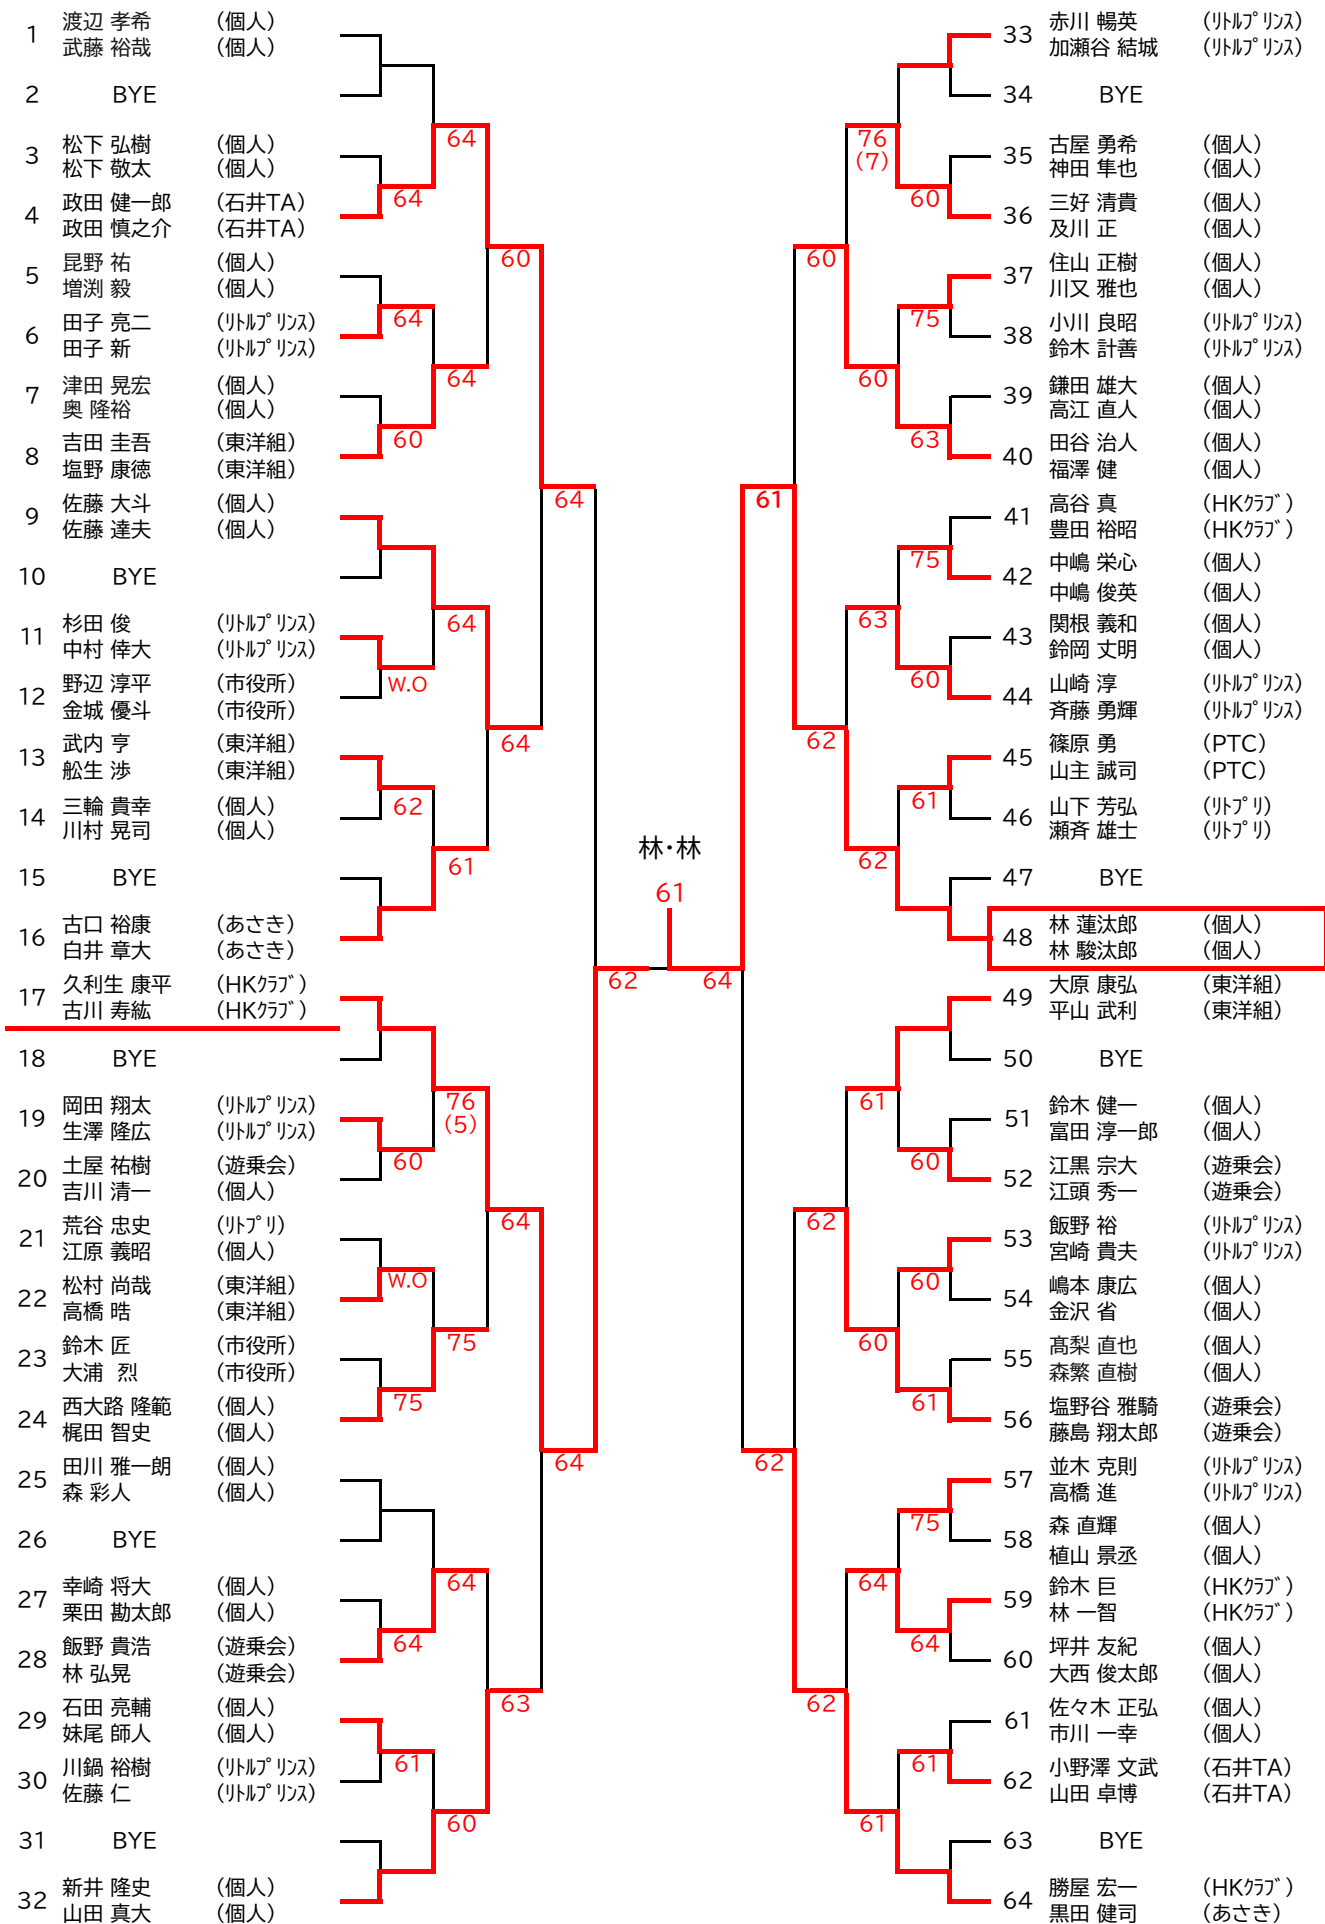 1 渡辺 孝希 (個人)
武藤 裕哉 (個人)
2 BYE
3 松下 弘樹 (個人)
松下 敬太 (個人)
4 政田 健一郎 (石井TA)
政田 慎之介 (石井TA)
5 昆野 祐 (個人)
増渕 毅 (個人)
6 田子 亮二 (ﾘﾄﾙﾌﾟﾘﾝｽ)
田子 新 (ﾘﾄﾙﾌﾟﾘﾝｽ)
7 津田 晃宏 (個人)
奥 隆裕 (個人)
8 吉田 圭吾 (東洋組)
塩野 康徳 (東洋組)
9 佐藤 大斗 (個人)
佐藤 達夫 (個人)
10 BYE
11 杉田 俊 (ﾘﾄﾙﾌﾟﾘﾝｽ)
中村 倖大 (ﾘﾄﾙﾌﾟﾘﾝｽ)
12 野辺 淳平 (市役所)
金城 優斗 (市役所)
13 武内 亨 (東洋組)
舩生 渉 (東洋組)
14 三輪 貴幸 (個人)
川村 晃司 (個人)
15 BYE
16 古口 裕康 (あさき)
白井 章大 (あさき)
17 久利生 康平 (HKｸﾗﾌﾞ)
古川 寿紘 (HKｸﾗﾌﾞ)
18 BYE
19 岡田 翔太 (ﾘﾄﾙﾌﾟﾘﾝｽ)
生澤 隆広 (ﾘﾄﾙﾌﾟﾘﾝｽ)
20 土屋 祐樹 (遊乗会)
吉川 清一 (個人)
21 荒谷 忠史 (ﾘﾄﾌﾟﾘ)
江原 義昭 (個人)
22 松村 尚哉 (東洋組)
高橋 晧 (東洋組)
23 鈴木 匠 (市役所)
大浦 烈 (市役所)
24 西大路 隆範 (個人)
梶田 智史 (個人)
25 田川 雅一朗 (個人)
森 彩人 (個人)
26 BYE
27 幸崎 将大 (個人)
栗田 勘太郎 (個人)
28 飯野 貴浩 (遊乗会)
林 弘晃 (遊乗会)
29 石田 亮輔 (個人)
妹尾 師人 (個人)
30 川鍋 裕樹 (ﾘﾄﾙﾌﾟﾘﾝｽ)
佐藤 仁 (ﾘﾄﾙﾌﾟﾘﾝｽ)
31 BYE
32 新井 隆史 (個人)
山田 真大 (個人)
64
64
64
60
W.O
62
60
W.O
75
64
61
64
64
64
61
76
(5)
75
64
60
60
64
64
63
64
64
62
林･林
61
64
61
62
60
62
62
62
76
(7)
60
63
62
61
60
64
61
60
75
63
75
60
61
60
60
61
75
64
61
33 赤川 暢英 (ﾘﾄﾙﾌﾟﾘﾝｽ)
加瀬谷 結城 (ﾘﾄﾙﾌﾟﾘﾝｽ)
34 BYE
35 古屋 勇希 (個人)
神田 隼也 (個人)
36 三好 清貴 (個人)
及川 正 (個人)
37 住山 正樹 (個人)
川又 雅也 (個人)
38 小川 良昭 (ﾘﾄﾙﾌﾟﾘﾝｽ)
鈴木 計善 (ﾘﾄﾙﾌﾟﾘﾝｽ)
39 鎌田 雄大 (個人)
高江 直人 (個人)
40 田谷 治人 (個人)
福澤 健 (個人)
41 高谷 真 (HKｸﾗﾌﾞ)
豊田 裕昭 (HKｸﾗﾌﾞ)
42 中嶋 栄心 (個人)
中嶋 俊英 (個人)
43 関根 義和 (個人)
鈴岡 丈明 (個人)
44 山崎 淳 (ﾘﾄﾙﾌﾟﾘﾝｽ)
斉藤 勇輝 (ﾘﾄﾙﾌﾟﾘﾝｽ)
45 篠原 勇 (PTC)
山主 誠司 (PTC)
46 山下 芳弘 (ﾘﾄﾌﾟﾘ)
瀬斉 雄士 (ﾘﾄﾌﾟﾘ)
47 BYE
48 林 蓮汰郎 (個人)
林 駿汰郎 (個人)
49 大原 康弘 (東洋組)
平山 武利 (東洋組)
50 BYE
51 鈴木 健一 (個人)
富田 淳一郎 (個人)
52 江黒 宗大 (遊乗会)
江頭 秀一 (遊乗会)
53 飯野 裕 (ﾘﾄﾙﾌﾟﾘﾝｽ)
宮崎 貴夫 (ﾘﾄﾙﾌﾟﾘﾝｽ)
54 嶋本 康広 (個人)
金沢 省 (個人)
55 髙梨 直也 (個人)
森繁 直樹 (個人)
56 塩野谷 雅騎 (遊乗会)
藤島 翔太郎 (遊乗会)
57 並木 克則 (ﾘﾄﾙﾌﾟﾘﾝｽ)
高橋 進 (ﾘﾄﾙﾌﾟﾘﾝｽ)
58 森 直輝 (個人)
植山 景丞 (個人)
59 鈴木 巨 (HKｸﾗﾌﾞ)
林 一智 (HKｸﾗﾌﾞ)
60 坪井 友紀 (個人)
大西 俊太郎 (個人)
61 佐々木 正弘 (個人)
市川 一幸 (個人)
62 小野澤 文武 (石井TA)
山田 卓博 (石井TA)
63 BYE
64 勝屋 宏一 (HKｸﾗﾌﾞ)
黒田 健司 (あさき)